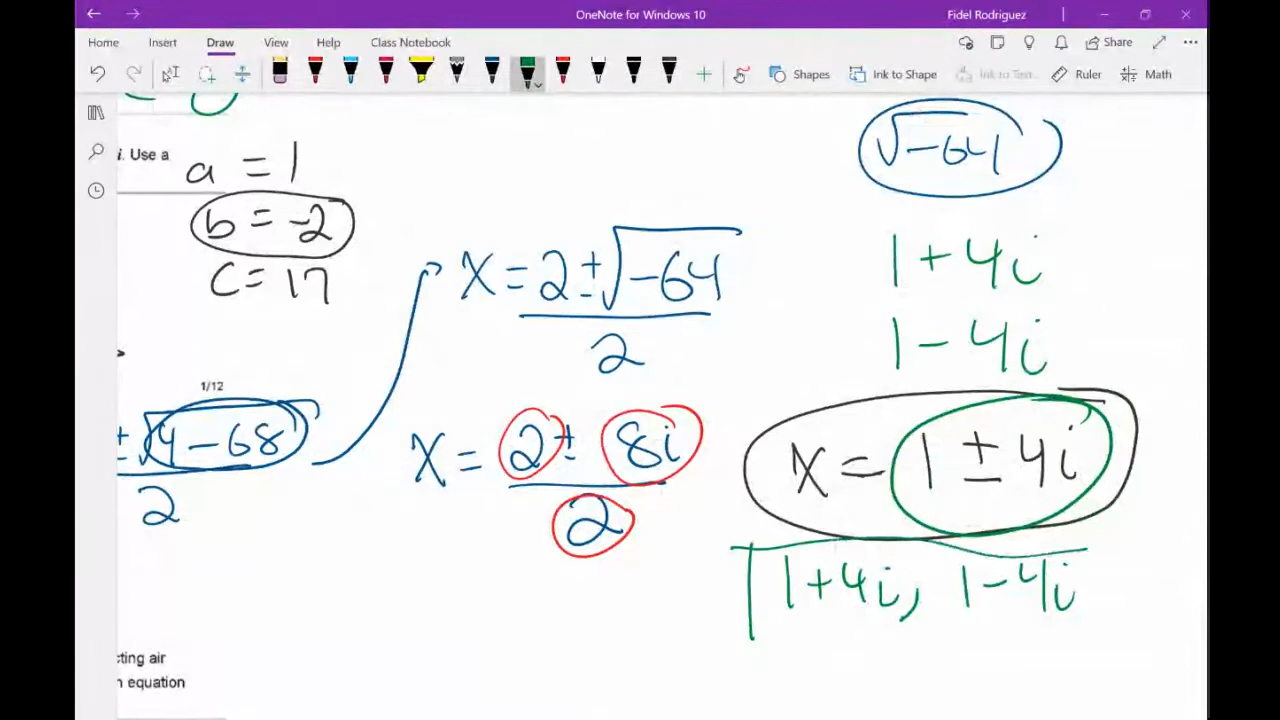 OneNote for Windows 10
Fidel Rodriguez
Home Insert Draw View Help Class Notebook
Share
Shapes Ink to Shape Ink to Text Ruler Math
i. Use a
a = 1
b = -2
c = 17
1/12
± √4 - 68
2
X = 2 ± √-64
2
X = 2 ± 8i
2
√-64
1 + 4i
1 - 4i
X = 1 ± 4i
1 + 4i, 1 - 4i
cting air
n equation